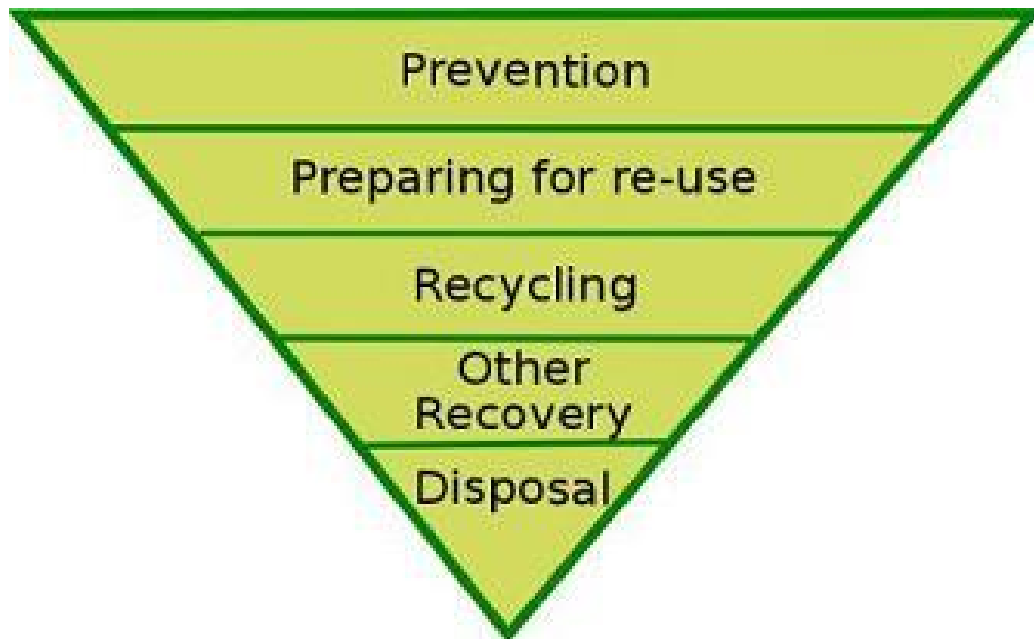 Prevention
Preparing for re-use
Recycling
Other
Recovery
Disposal